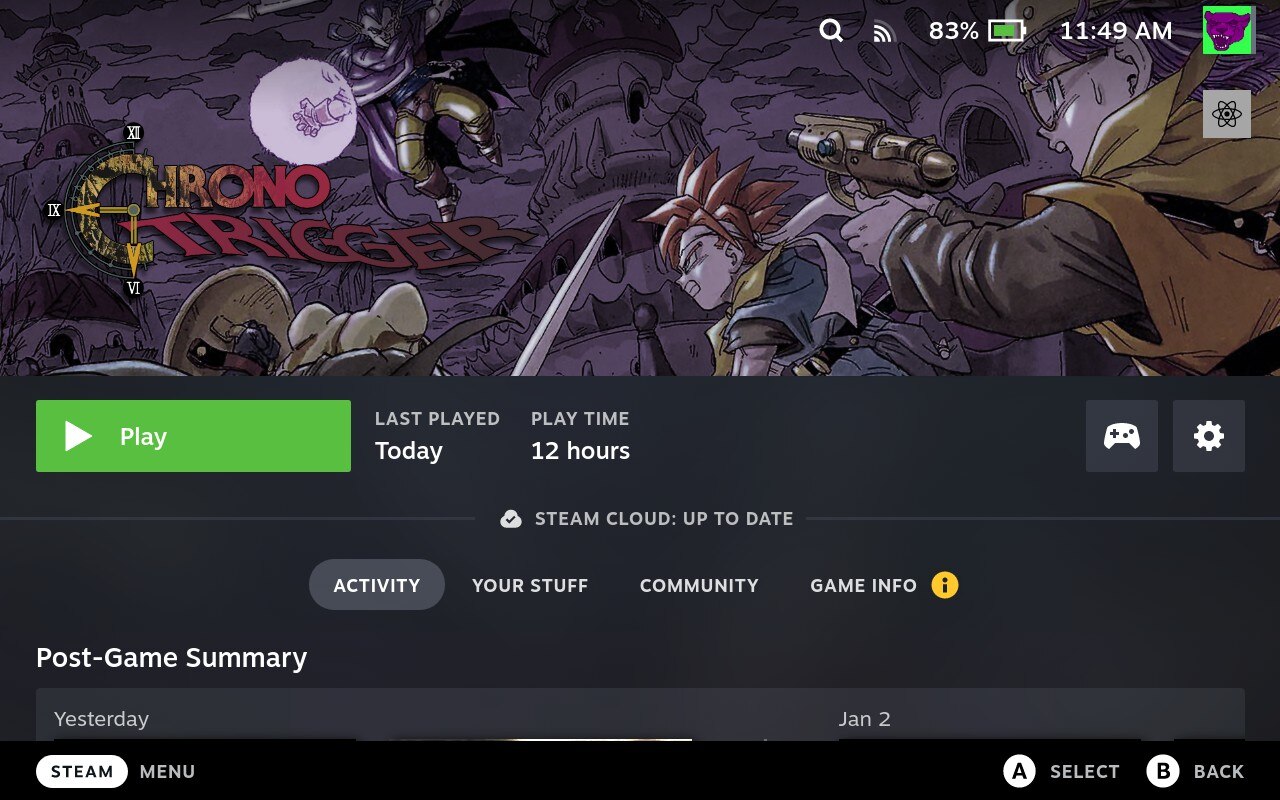 83% 11:49 AM
XII
IX
VI
CHRONO
TRIGGER
Play
LAST PLAYED
Today
PLAY TIME
12 hours
STEAM CLOUD: UP TO DATE
ACTIVITY YOUR STUFF COMMUNITY GAME INFO
Post-Game Summary
Yesterday Jan 2
STEAM MENU A SELECT B BACK